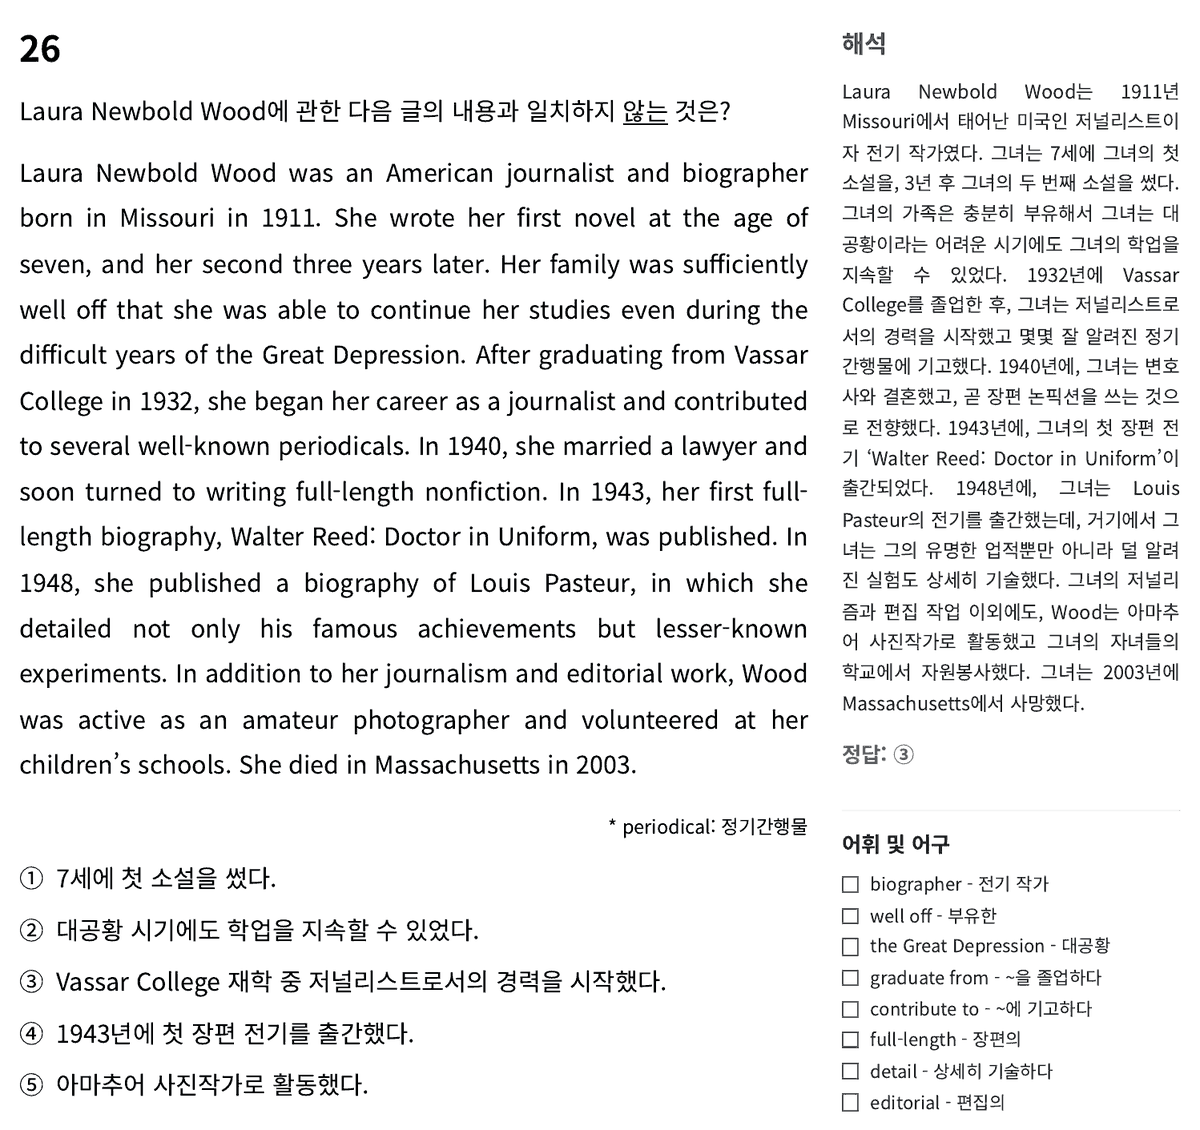 26
Laura Newbold Wood에 관한 다음 글의 내용과 일치하지 않는 것은?
Laura Newbold Wood was an American journalist and biographer
born in Missouri in 1911. She wrote her first novel at the age of
seven, and her second three years later. Her family was sufficiently
well off that she was able to continue her studies even during the
difficult years of the Great Depression. After graduating from Vassar
College in 1932, she began her career as a journalist and contributed
to several well-known periodicals. In 1940, she married a lawyer and
soon turned to writing full-length nonfiction. In 1943, her first full-
length biography, Walter Reed: Doctor in Uniform, was published. In
1948, she published a biography of Louis Pasteur, in which she
detailed not only his famous achievements but lesser-known
experiments. In addition to her journalism and editorial work, Wood
was active as an amateur photographer and volunteered at her
children’s schools. She died in Massachusetts in 2003.
* periodical: 정기간행물
① 7세에 첫 소설을 썼다.
② 대공황 시기에도 학업을 지속할 수 있었다.
③ Vassar College 재학 중 저널리스트로서의 경력을 시작했다.
④ 1943년에 첫 장편 전기를 출간했다.
⑤ 아마추어 사진작가로 활동했다.
해석
Laura Newbold Wood는 1911년
Missouri에서 태어난 미국인 저널리스트이
자 전기 작가였다. 그녀는 7세에 그녀의 첫
소설을, 3년 후 그녀의 두 번째 소설을 썼다.
그녀의 가족은 충분히 부유해서 그녀는 대
공황이라는 어려운 시기에도 그녀의 학업을
지속할 수 있었다. 1932년에 Vassar
College를 졸업한 후, 그녀는 저널리스트로
서의 경력을 시작했고 몇몇 잘 알려진 정기
간행물에 기고했다. 1940년에, 그녀는 변호
사와 결혼했고, 곧 장편 논픽션을 쓰는 것으
로 전향했다. 1943년에, 그녀의 첫 장편 전
기 ‘Walter Reed: Doctor in Uniform’이
출간되었다. 1948년에, 그녀는 Louis
Pasteur의 전기를 출간했는데, 거기에서 그
녀는 그의 유명한 업적뿐만 아니라 덜 알려
진 실험도 상세히 기술했다. 그녀의 저널리
즘과 편집 작업 이외에도, Wood는 아마추
어 사진작가로 활동했고 그녀의 자녀들의
학교에서 자원봉사했다. 그녀는 2003년에
Massachusetts에서 사망했다.
정답: ③
어휘 및 어구
□ biographer - 전기 작가
□ well off - 부유한
□ the Great Depression - 대공황
□ graduate from - ~을 졸업하다
□ contribute to - ~에 기고하다
□ full-length - 장편의
□ detail - 상세히 기술하다
□ editorial - 편집의